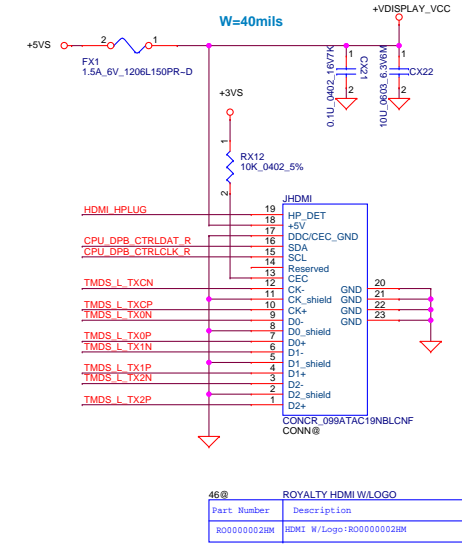 +VDISPLAY_VCC
W=40mils
+5VS
2
1
FX1
1.5A_6V_1206L150PR-D
1
CX21
2
0.1U_0402_16V7K
1
CX22
2
10U_0603_6.3V6M
+3VS
1
RX12
10K_0402_5%
2
JHDMI
HDMI_HPLUG 19 HP_DET
18 +5V
17 DDC/CEC_GND
CPU_DPB_CTRLDAT_R 16 SDA
CPU_DPB_CTRLCLK_R 15 SCL
14 Reserved
13 CEC
TMDS_L_TXCN 12 CK- GND 20
11 CK_shield GND 21
TMDS_L_TXCP 10 CK+ GND 22
TMDS_L_TX0N 9 D0- GND 23
8 D0_shield
TMDS_L_TX0P 7 D0+
TMDS_L_TX1N 6 D1-
5 D1_shield
TMDS_L_TX1P 4 D1+
TMDS_L_TX2N 3 D2-
2 D2_shield
TMDS_L_TX2P 1 D2+
CONCR_099ATAC19NBLCNF
CONN@
46@ ROYALTY HDMI W/LOGO
Part Number Description
RO0000002HM HDMI W/Logo:RO0000002HM